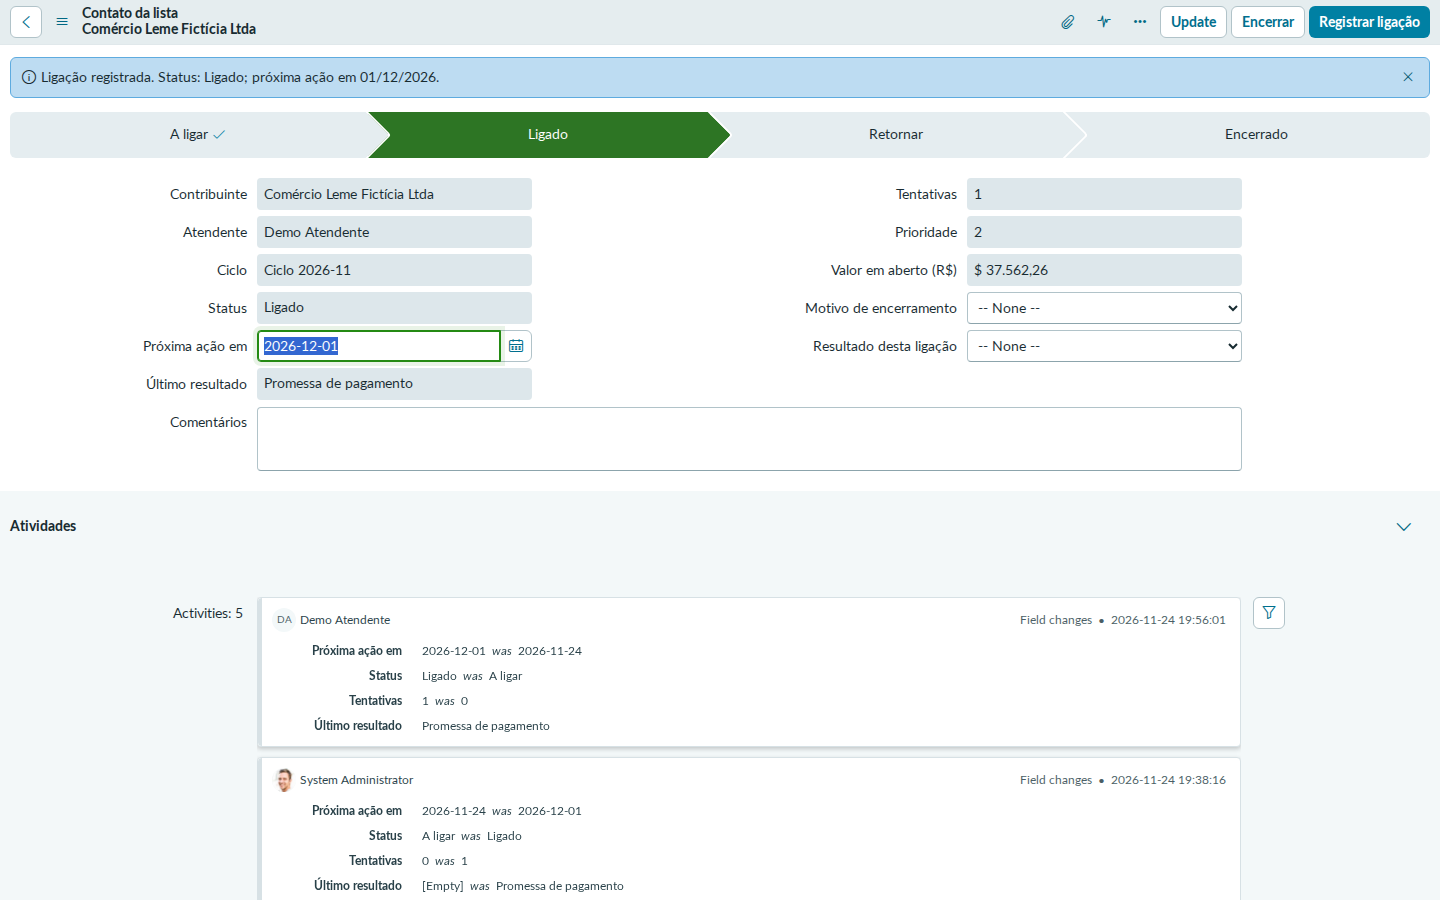 Contato da lista
Comércio Leme Fictícia Ltda
Update
Encerrar
Registrar ligação
Ligação registrada. Status: Ligado; próxima ação em 01/12/2026.
A ligar
Ligado
Retornar
Encerrado
Contribuinte
Comércio Leme Fictícia Ltda
Tentativas
1
Atendente
Demo Atendente
Prioridade
2
Ciclo
Ciclo 2026-11
Valor em aberto (R$)
$ 37.562,26
Status
Ligado
Motivo de encerramento
-- None --
Próxima ação em
2026-12-01
Resultado desta ligação
-- None --
Último resultado
Promessa de pagamento
Comentários
Atividades
Activities: 5
DA
Demo Atendente
Field changes • 2026-11-24 19:56:01
Próxima ação em 2026-12-01 was 2026-11-24
Status Ligado was A ligar
Tentativas 1 was 0
Último resultado Promessa de pagamento
System Administrator
Field changes • 2026-11-24 19:38:16
Próxima ação em 2026-11-24 was 2026-12-01
Status A ligar was Ligado
Tentativas 0 was 1
Último resultado [Empty] was Promessa de pagamento